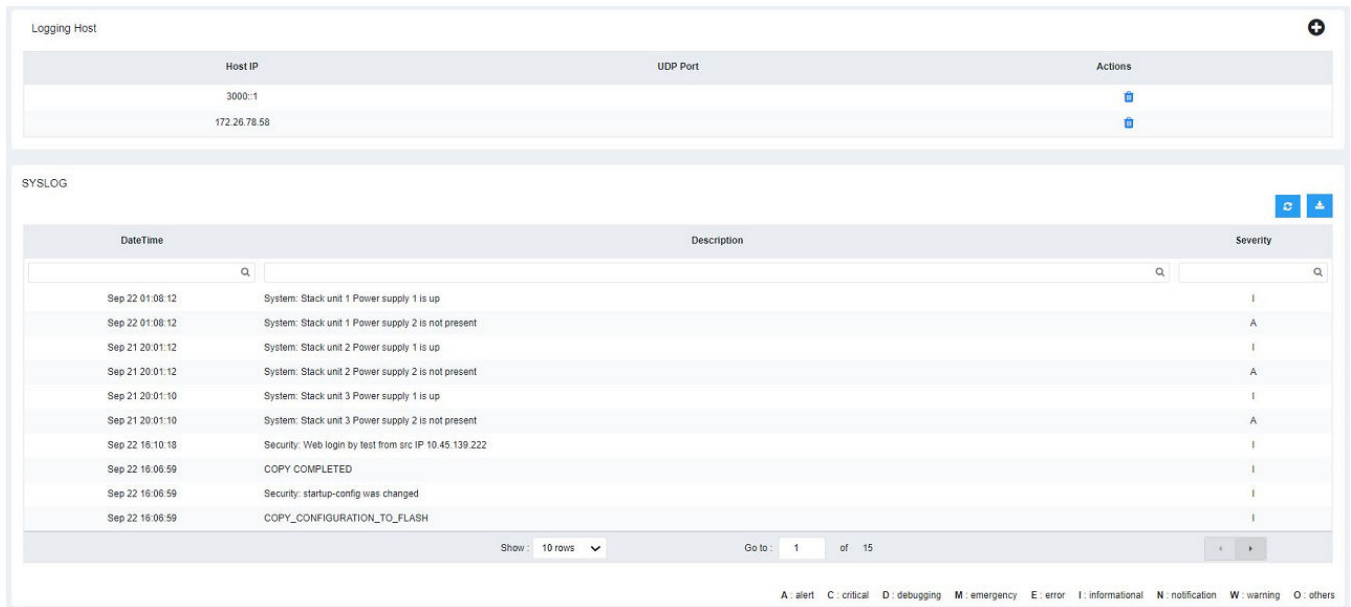 Logging Host
Host IP UDP Port Actions
3000::1
172.26.78.58
SYSLOG
DateTime Description Severity
Sep 22 01:08:12 System: Stack unit 1 Power supply 1 is up I
Sep 22 01:08:12 System: Stack unit 1 Power supply 2 is not present A
Sep 21 20:01:12 System: Stack unit 2 Power supply 1 is up I
Sep 21 20:01:12 System: Stack unit 2 Power supply 2 is not present A
Sep 21 20:01:10 System: Stack unit 3 Power supply 1 is up I
Sep 21 20:01:10 System: Stack unit 3 Power supply 2 is not present A
Sep 22 16:10:18 Security: Web login by test from src IP 10.45.139.222 I
Sep 22 16:06:59 COPY COMPLETED I
Sep 22 16:06:59 Security: startup-config was changed I
Sep 22 16:06:59 COPY_CONFIGURATION_TO_FLASH I
Show : 10 rows Go to : 1 of 15
A : alert C : critical D : debugging M : emergency E : error I : informational N : notification W : warning O : others